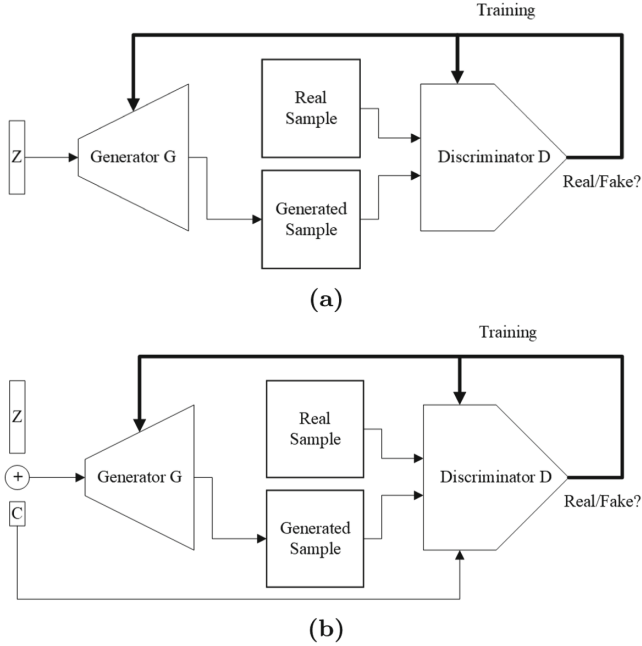 Training
Real
Sample
Z
Generator G
Discriminator D
Real/Fake?
Generated
Sample
(a)
Training
Z
Real
Sample
+
Generator G
Discriminator D
Real/Fake?
C
Generated
Sample
(b)